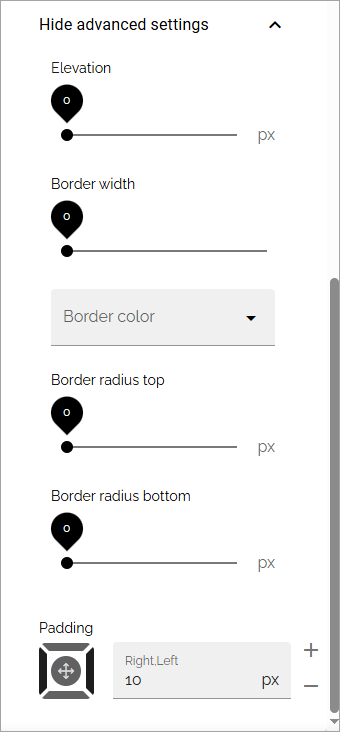 Hide advanced settings
Elevation
0
px
Border width
0
Border color
Border radius top
0
px
Border radius bottom
0
px
Padding
Right,Left
10 px